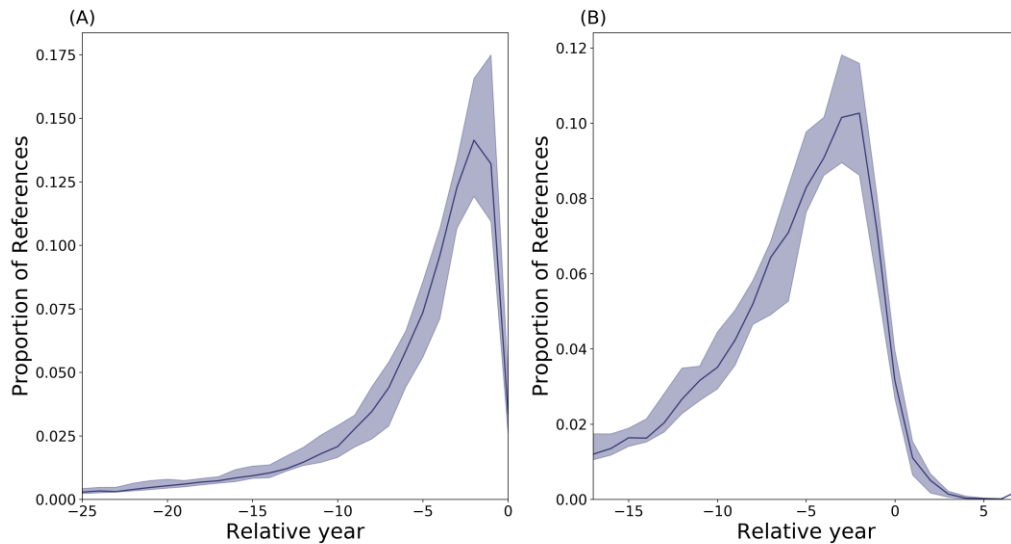 (A)
Proportion of References
0.175
0.150
0.125
0.100
0.075
0.050
0.025
0.000
−25 −20 −15 −10 −5 0
Relative year
(B)
Proportion of References
0.12
0.10
0.08
0.06
0.04
0.02
0.00
−15 −10 −5 0 5
Relative year